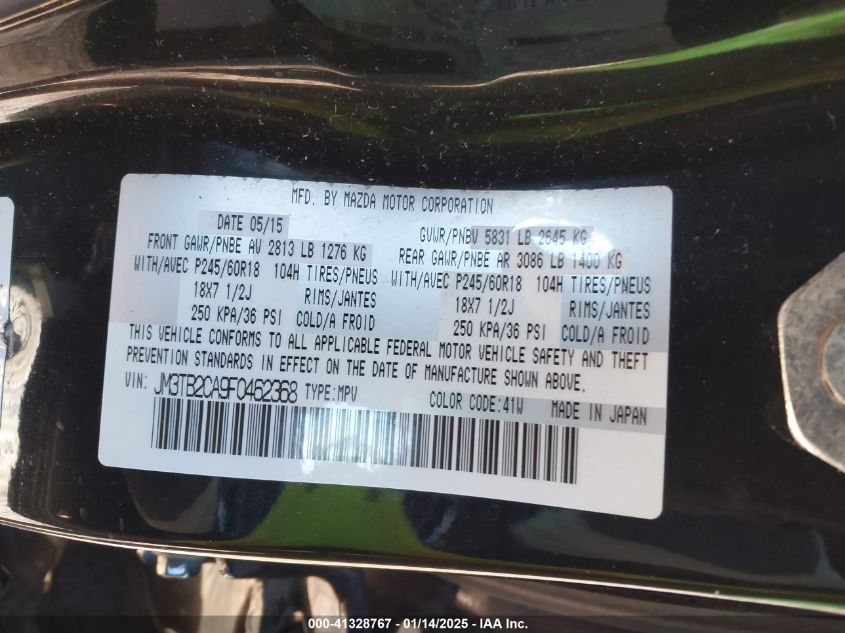 MFD. BY MAZDA MOTOR CORPORATION
DATE 05/15 GVWR/PNBV 5831 LB 2645 KG
FRONT GAWR/PNBE AV 2813 LB 1276 KG REAR GAWR/PNBE AR 3086 LB 1400 KG
WITH/AVEC P245/60R18 104H TIRES/PNEUS WITH/AVEC P245/60R18 104H TIRES/PNEUS
18X7 1/2J RIMS/JANTES 18X7 1/2J RIMS/JANTES
250 KPA/36 PSI COLD/A FROID 250 KPA/36 PSI COLD/A FROID
THIS VEHICLE CONFORMS TO ALL APPLICABLE FEDERAL MOTOR VEHICLE SAFETY AND THEFT
PREVENTION STANDARDS IN EFFECT ON THE DATE OF MANUFACTURE SHOWN ABOVE.
VIN: JM3TB2CA9F0462368 TYPE:MPV COLOR CODE:41W MADE IN JAPAN
000-41328767 — 01/14/2025 — IAA Inc.